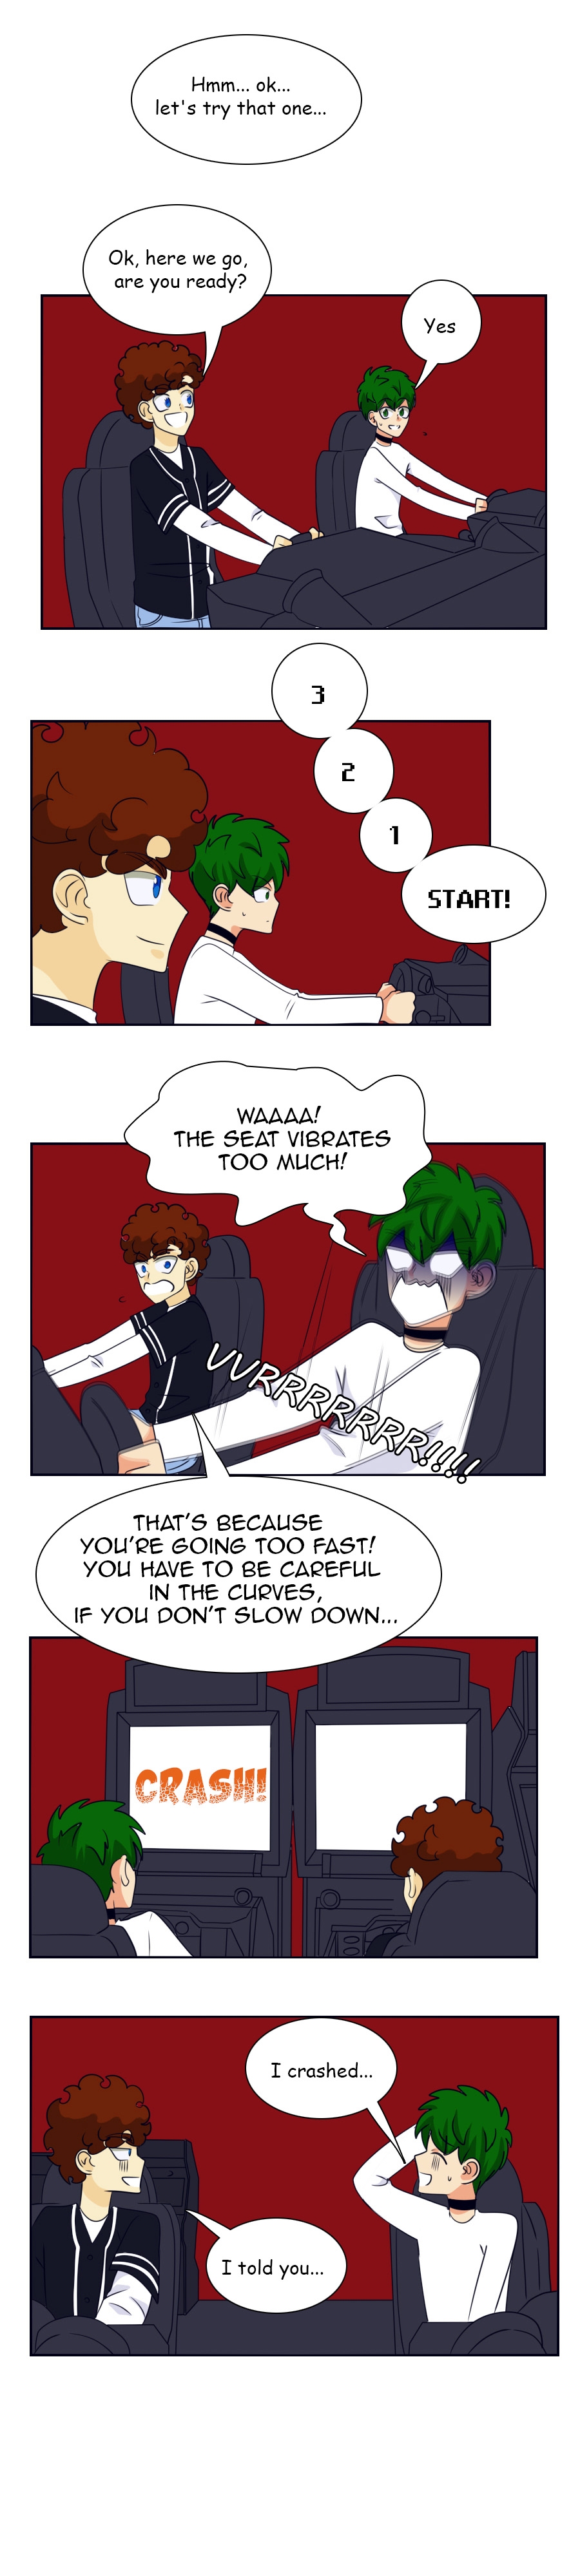 Hmm... ok...
let's try that one...
Ok, here we go,
are you ready?
Yes
3
2
1
START!
WAAAA!
THE SEAT VIBRATES
TOO MUCH!
VVRRRRRRRR!!!!
THAT'S BECAUSE
YOU'RE GOING TOO FAST!
YOU HAVE TO BE CAREFUL
IN THE CURVES,
IF YOU DON'T SLOW DOWN...
CRASH!
I crashed...
I told you...